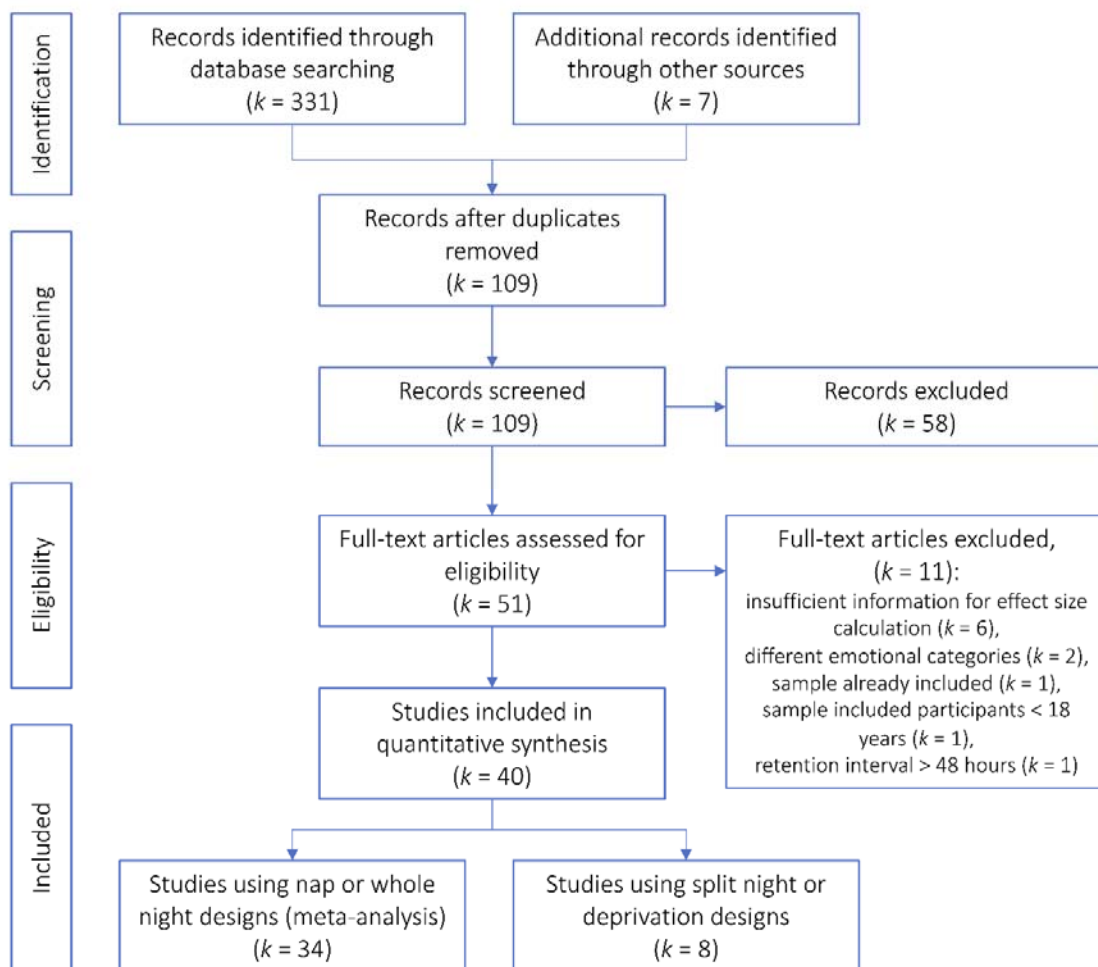 Identification
Records identified through
database searching
(k = 331)
Additional records identified
through other sources
(k = 7)
Screening
Records after duplicates
removed
(k = 109)
Records screened
(k = 109)
Records excluded
(k = 58)
Eligibility
Full-text articles assessed for
eligibility
(k = 51)
Full-text articles excluded,
(k = 11):
insufficient information for effect size
calculation (k = 6),
different emotional categories (k = 2),
sample already included (k = 1),
sample included participants < 18
years (k = 1),
retention interval > 48 hours (k = 1)
Included
Studies included in
quantitative synthesis
(k = 40)
Studies using nap or whole
night designs (meta-analysis)
(k = 34)
Studies using split night or
deprivation designs
(k = 8)